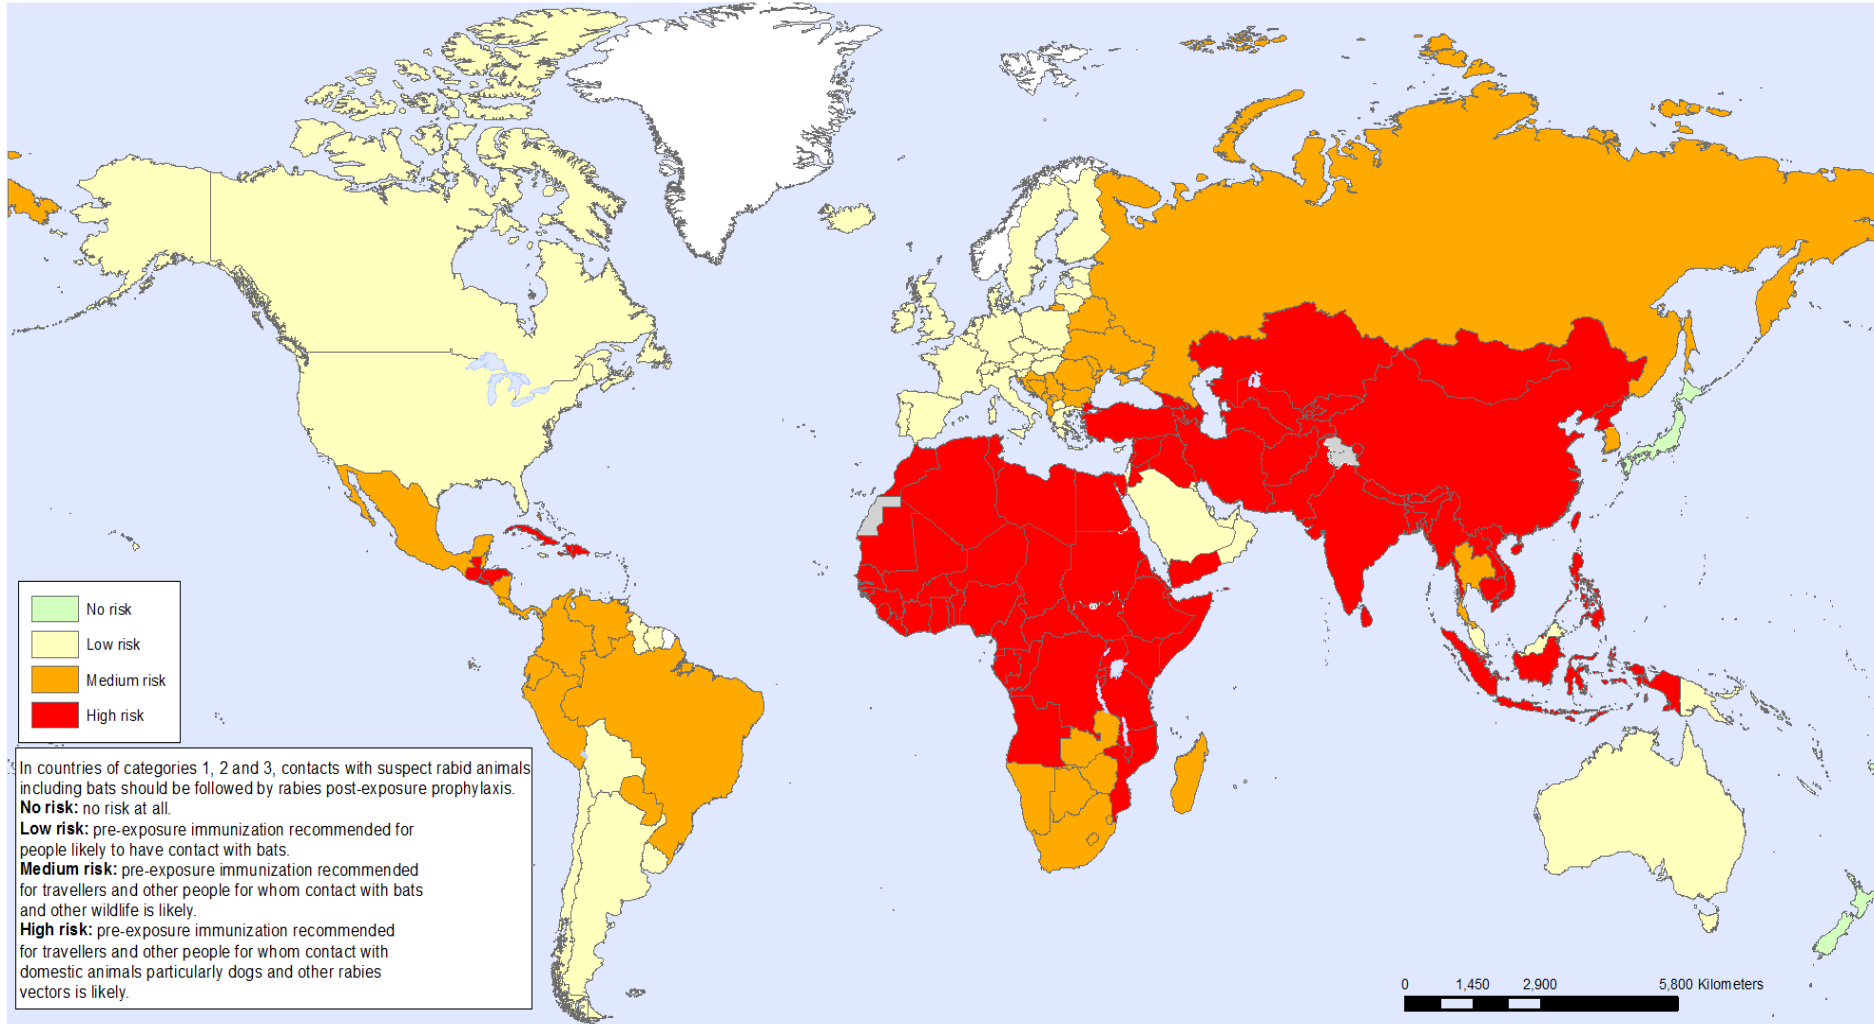 No risk
Low risk
Medium risk
High risk
In countries of categories 1, 2 and 3, contacts with suspect rabid animals
including bats should be followed by rabies post-exposure prophylaxis.
No risk: no risk at all.
Low risk: pre-exposure immunization recommended for
people likely to have contact with bats.
Medium risk: pre-exposure immunization recommended
for travellers and other people for whom contact with bats
and other wildlife is likely.
High risk: pre-exposure immunization recommended
for travellers and other people for whom contact with
domestic animals particularly dogs and other rabies
vectors is likely.
0 1,450 2,900 5,800 Kilometers